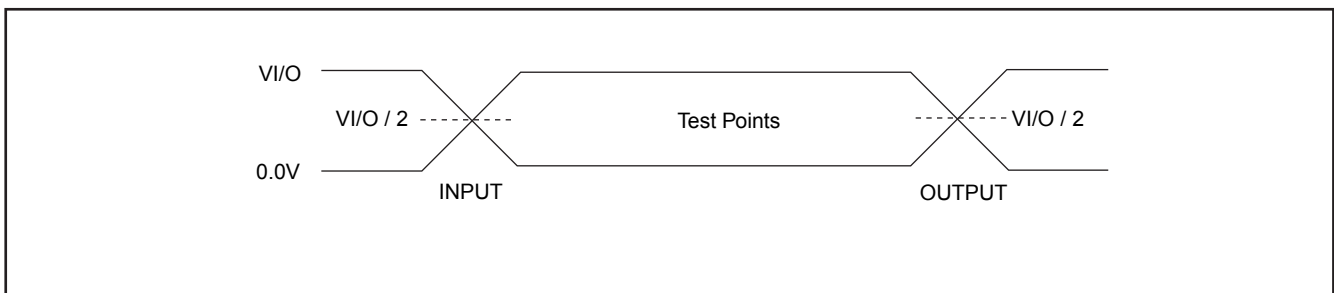 VI/O
VI/O / 2
Test Points
VI/O / 2
0.0V
INPUT
OUTPUT